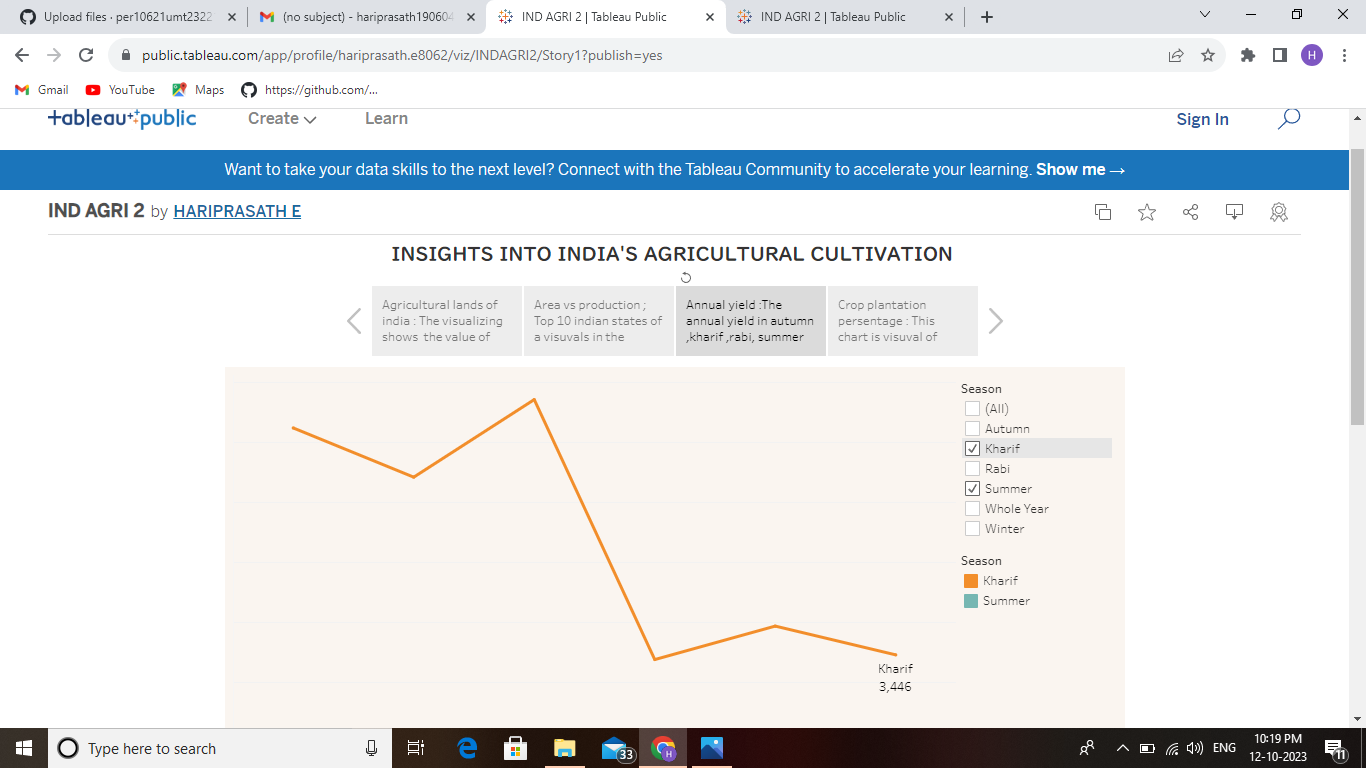 Upload files · per10621umt2322
(no subject) - hariprasath19060
IND AGRI 2 | Tableau Public
IND AGRI 2 | Tableau Public
public.tableau.com/app/profile/hariprasath.e8062/viz/INDAGRI2/Story1?publish=yes
H
Gmail
YouTube
Maps
https://github.com/...
+ableau+public
Create
Learn
Sign In
Want to take your data skills to the next level? Connect with the Tableau Community to accelerate your learning. Show me →
IND AGRI 2 by HARIPRASATH E
INSIGHTS INTO INDIA'S AGRICULTURAL CULTIVATION
Agricultural lands of
india : The visualizing
shows the value of
Area vs production ;
Top 10 indian states of
a visuvals in the
Annual yield :The
annual yield in autumn
,kharif ,rabi, summer
Crop plantation
persentage : This
chart is visuval of
Season
(All)
Autumn
Kharif
Rabi
Summer
Whole Year
Winter
Season
Kharif
Summer
Kharif
3,446
Type here to search
33
H
ENG
10:19 PM
12-10-2023
11